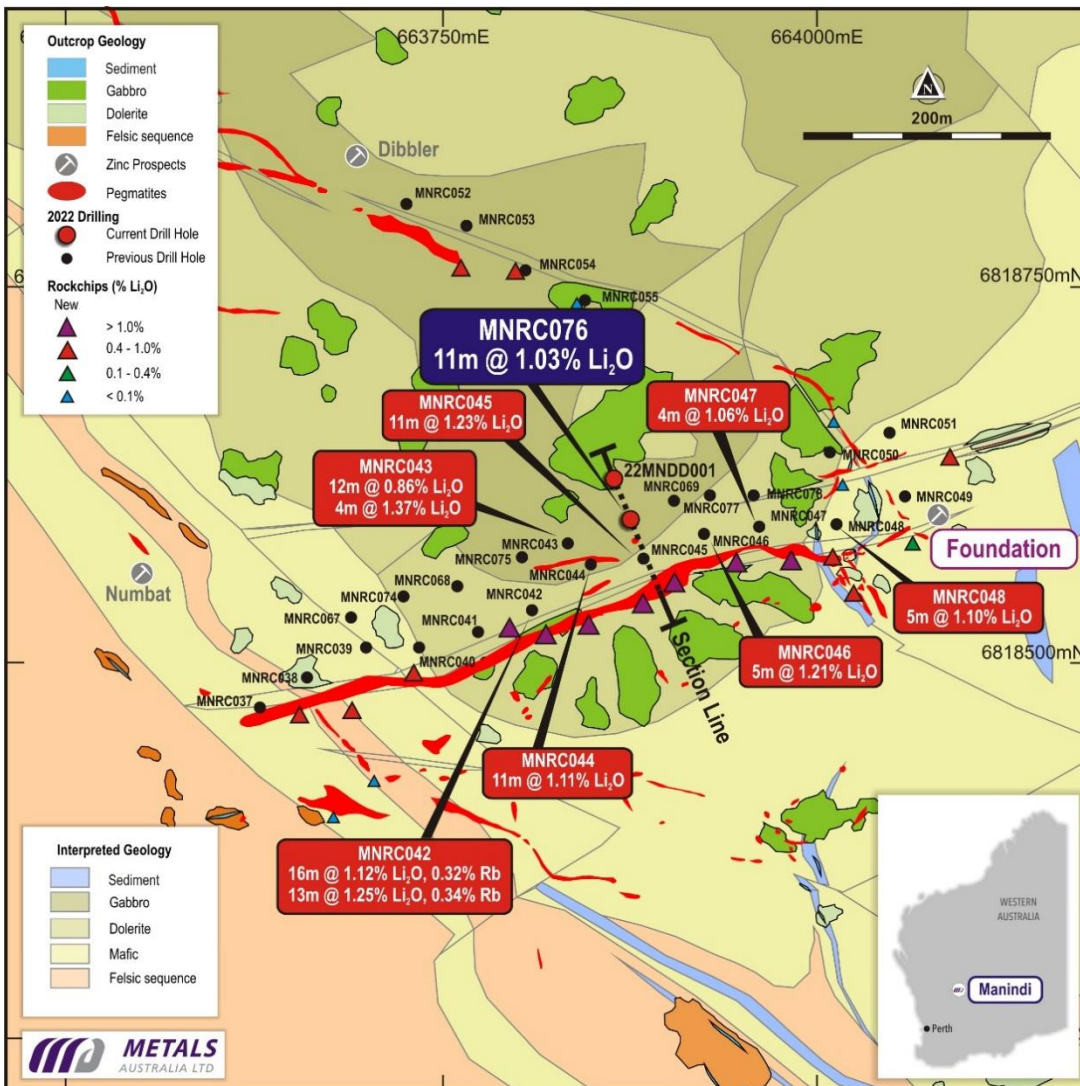 663750mE
664000mE
Outcrop Geology
Sediment
Gabbro
Dolerite
Felsic sequence
Zinc Prospects
Pegmatites
2022 Drilling
Current Drill Hole
Previous Drill Hole
Rockchips (% Li₂O)
New
> 1.0%
0.4 - 1.0%
0.1 - 0.4%
< 0.1%
N
200m
Dibbler
MNRC052
MNRC053
MNRC054
MNRC055
6818750mN
MNRC076
11m @ 1.03% Li₂O
MNRC045
11m @ 1.23% Li₂O
MNRC047
4m @ 1.06% Li₂O
MNRC043
12m @ 0.86% Li₂O
4m @ 1.37% Li₂O
MNRC051
MNRC050
22MNDD001
MNRC069
MNRC077
MNRC078
MNRC049
MNRC047
MNRC048
MNRC046
MNRC045
MNRC043
MNRC075
MNRC044
Foundation
Numbat
MNRC068
MNRC074
MNRC042
MNRC067
MNRC041
MNRC039
MNRC040
MNRC038
MNRC037
MNRC048
5m @ 1.10% Li₂O
MNRC046
5m @ 1.21% Li₂O
6818500mN
Section Line
MNRC044
11m @ 1.11% Li₂O
MNRC042
16m @ 1.12% Li₂O, 0.32% Rb
13m @ 1.25% Li₂O, 0.34% Rb
Interpreted Geology
Sediment
Gabbro
Dolerite
Mafic
Felsic sequence
WESTERN
AUSTRALIA
Manindi
Perth
METALS
AUSTRALIA LTD